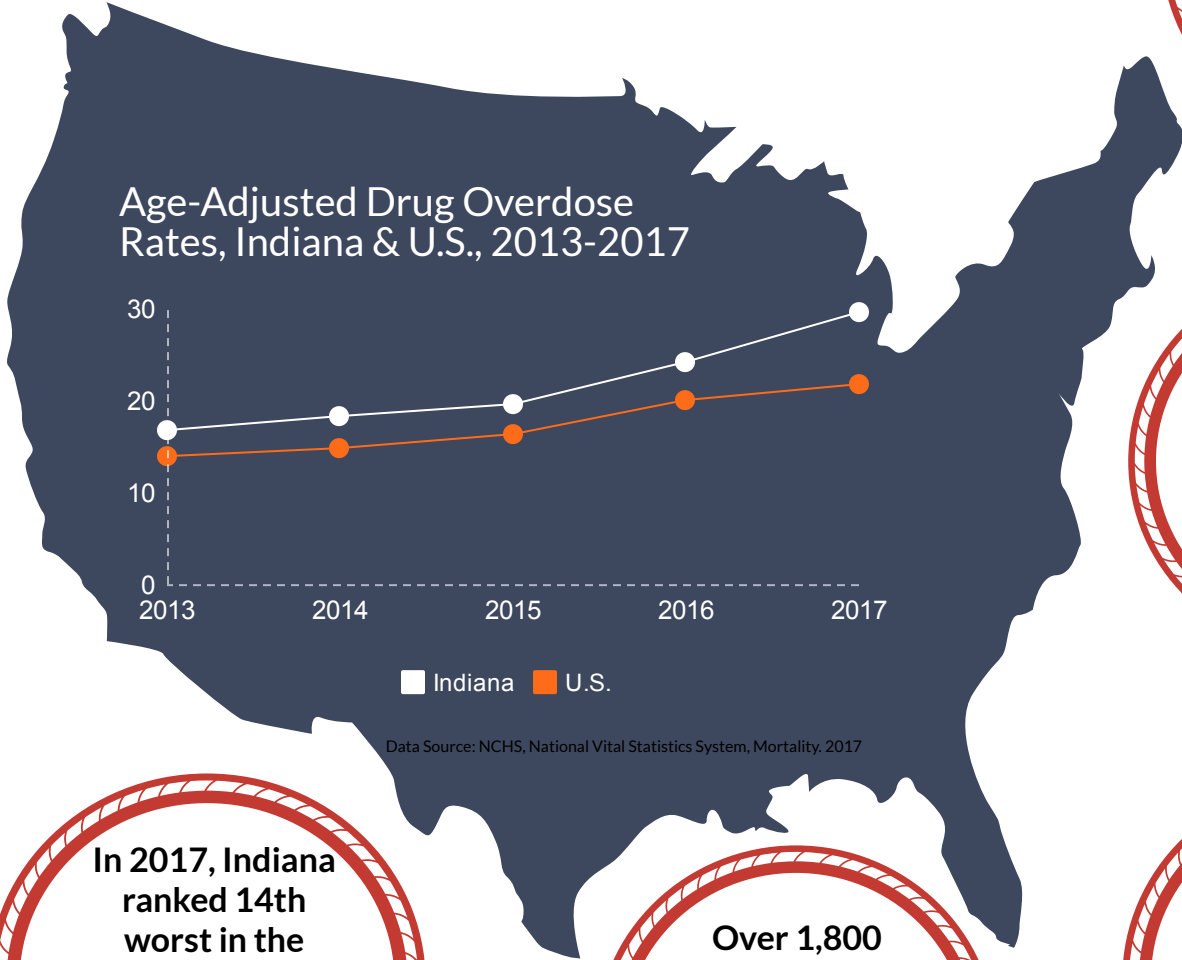 Age-Adjusted Drug Overdose
Rates, Indiana & U.S., 2013-2017
30
20
10
0
2013 2014 2015 2016 2017
Indiana U.S.
Data Source: NCHS, National Vital Statistics System, Mortality. 2017
In 2017, Indiana
ranked 14th
worst in the
Over 1,800